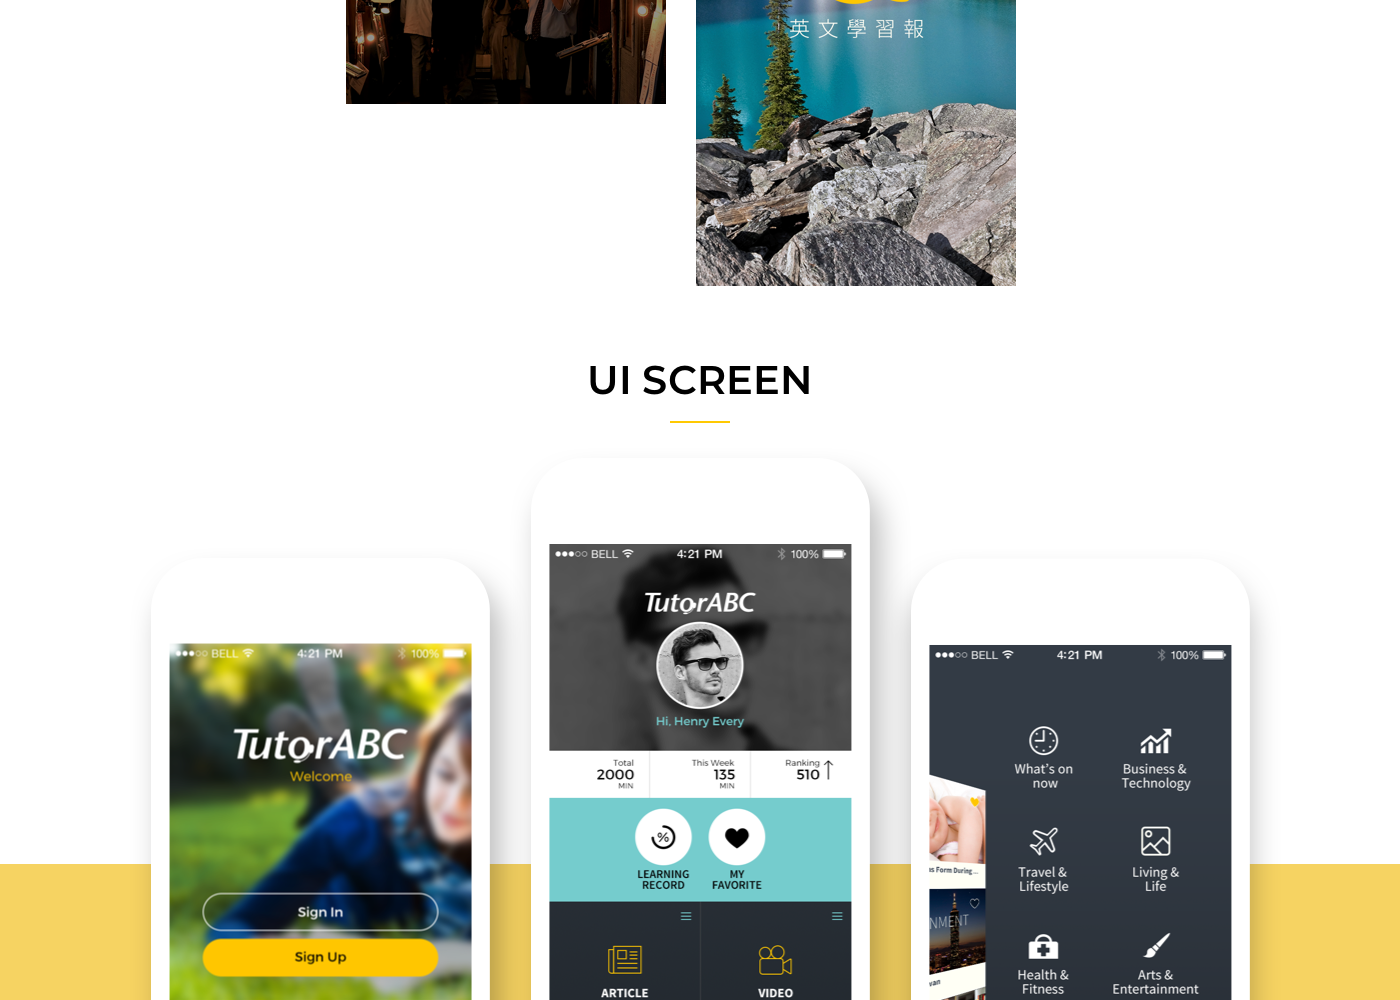 英文學習報
UI SCREEN
BELL 4:21 PM 100%
TutorABC
Welcome
Sign In
Sign Up
BELL 4:21 PM 100%
TutorABC
Hi, Henry Every
Total
2000
MIN
This Week
135
MIN
Ranking
510
%
LEARNING
RECORD
MY
FAVORITE
ARTICLE
VIDEO
BELL 4:21 PM 100%
What's on
now
Business &
Technology
Travel &
Lifestyle
Living &
Life
Health &
Fitness
Arts &
Entertainment
Form During...